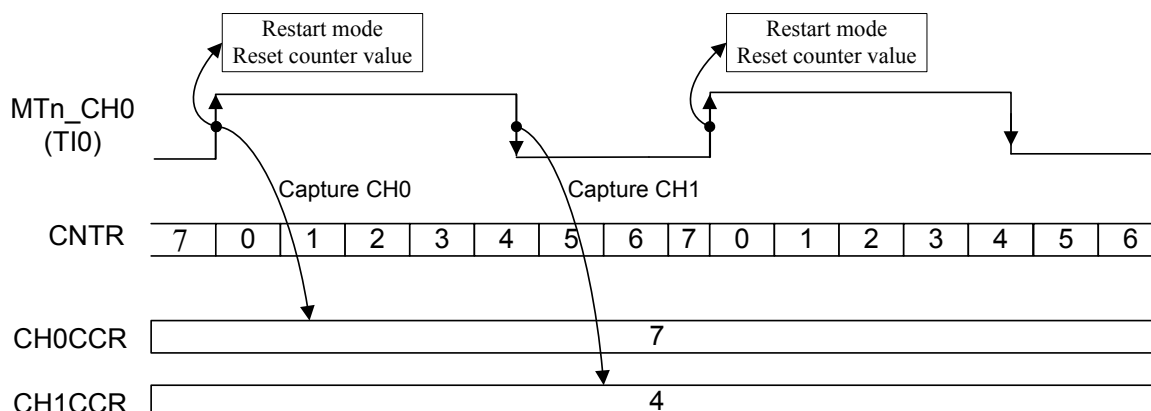 Restart mode
Reset counter value
Restart mode
Reset counter value
MTn_CH0
(TI0)
Capture CH0
Capture CH1
CNTR 7 0 1 2 3 4 5 6 7 0 1 2 3 4 5 6
CH0CCR 7
CH1CCR 4